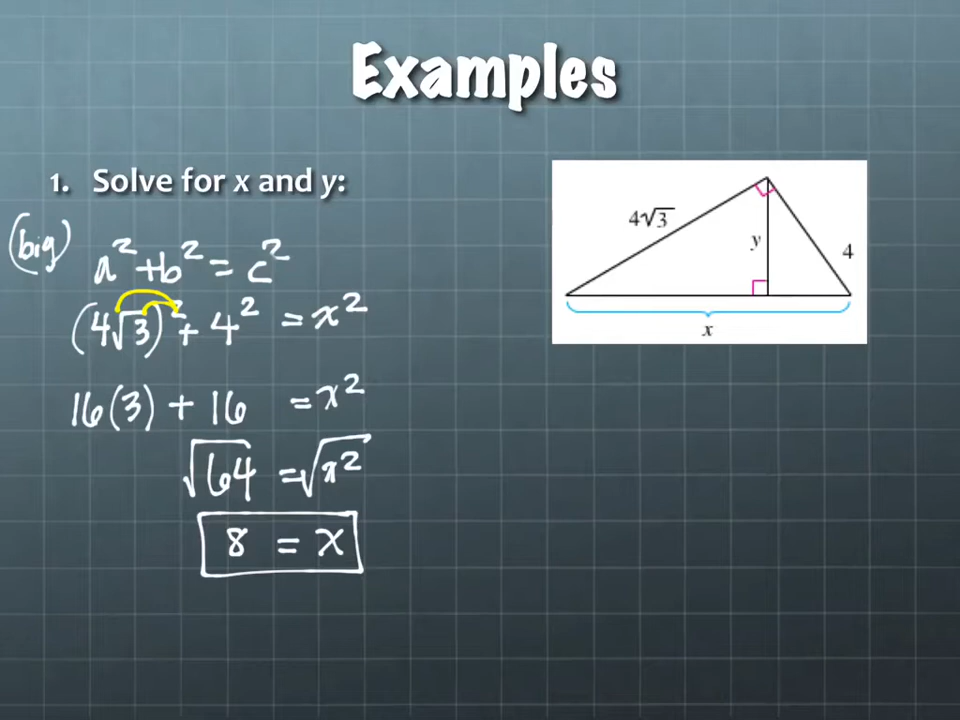 Examples
1. Solve for x and y:
(big)
a² + b² = c²
(4√3)² + 4² = x²
16(3) + 16 = x²
√64 = √x²
8 = x
4√3
y
4
x